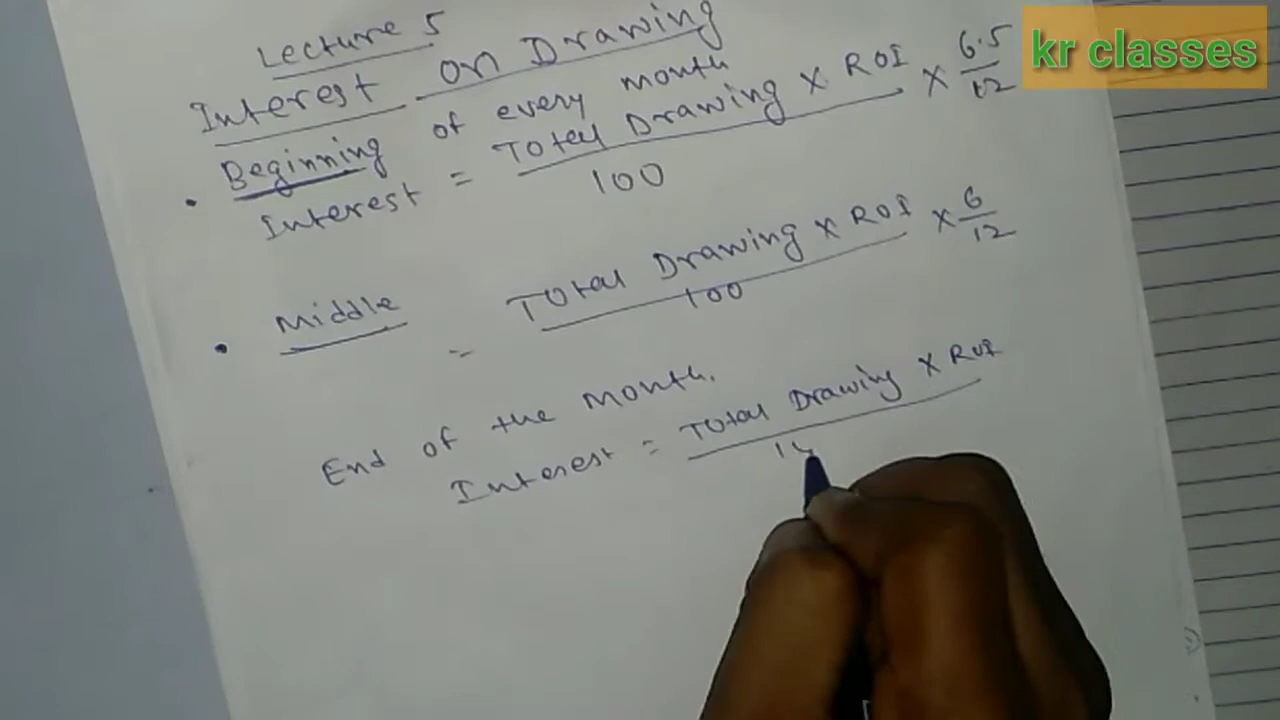 kr classes
Lecture 5
Interest on Drawing
• Beginning of every month
Interest = Total Drawing X ROI / 100 X 6.5 / 12
• Middle = Total Drawing X ROI / 100 X 6 / 12
End of the Month.
Interest = Total Drawing X ROI